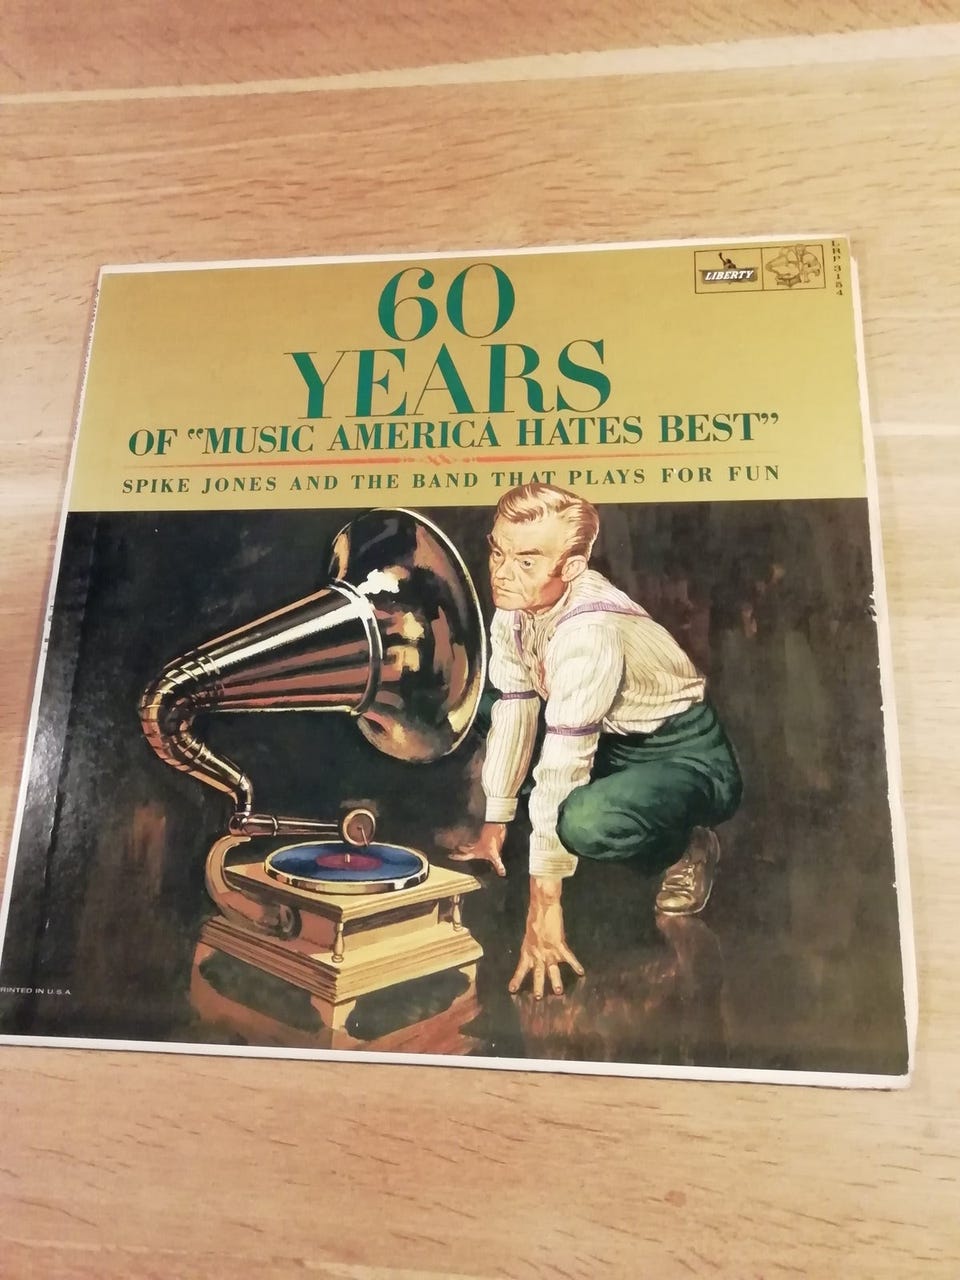 LIBERTY
LRP 3154
60
YEARS
OF “MUSIC AMERICA HATES BEST”
SPIKE JONES AND THE BAND THAT PLAYS FOR FUN
RINTED IN U.S.A.